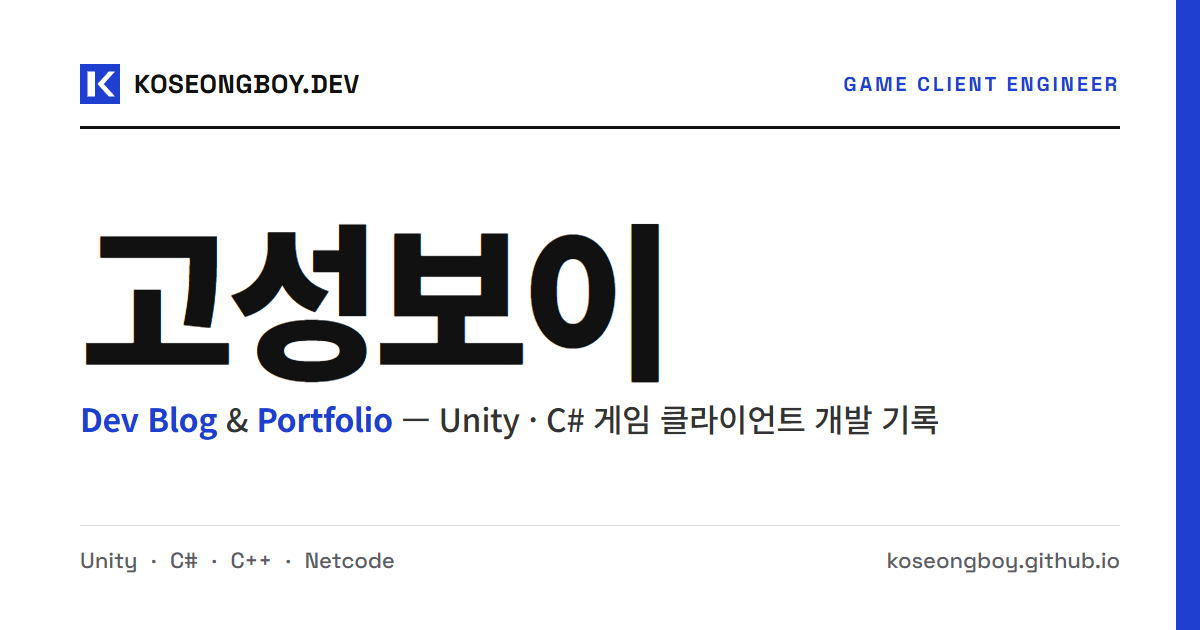 K KOSEONGBOY.DEV
GAME CLIENT ENGINEER
고성보이
Dev Blog & Portfolio — Unity · C# 게임 클라이언트 개발 기록
Unity · C# · C++ · Netcode
koseongboy.github.io